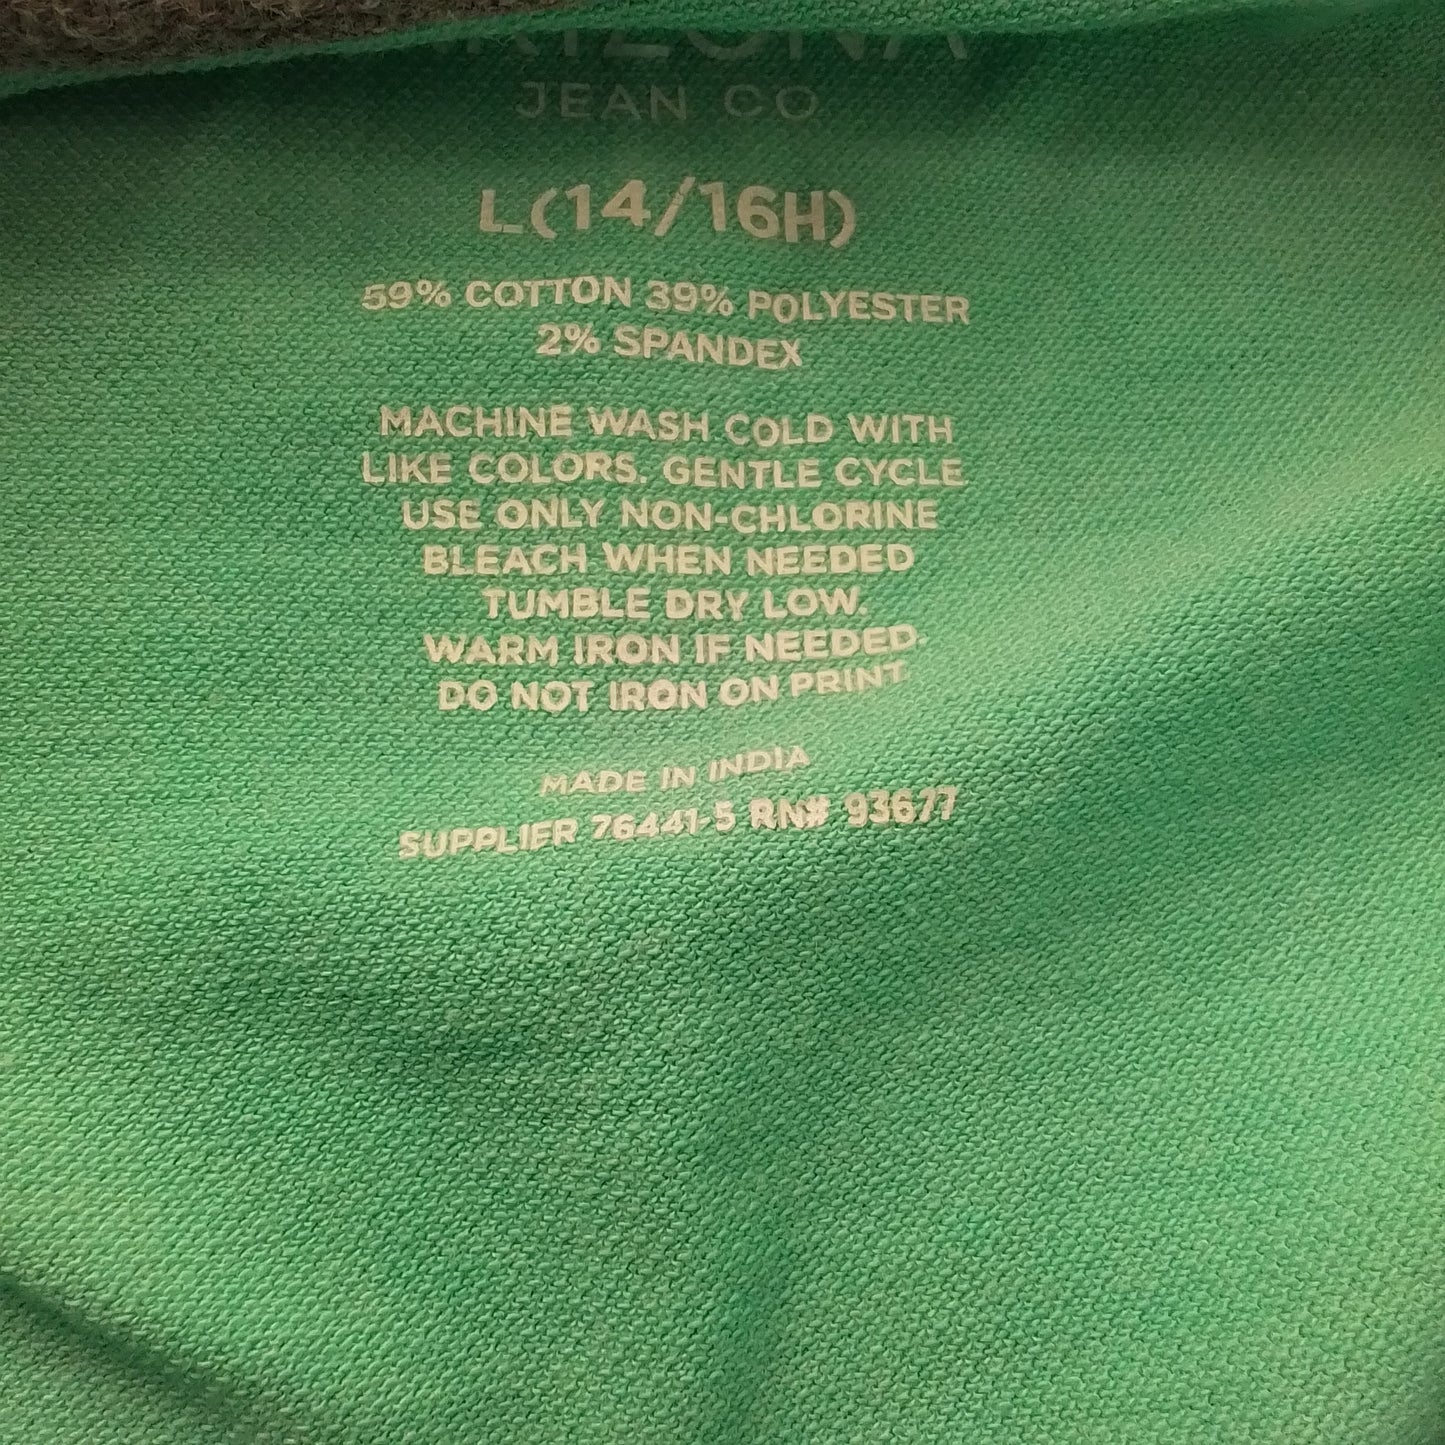 ARIZONA
JEAN CO
L(14/16H)
59% COTTON 39% POLYESTER
2% SPANDEX
MACHINE WASH COLD WITH
LIKE COLORS. GENTLE CYCLE
USE ONLY NON-CHLORINE
BLEACH WHEN NEEDED
TUMBLE DRY LOW.
WARM IRON IF NEEDED.
DO NOT IRON ON PRINT
MADE IN INDIA
SUPPLIER 76441-5 RN# 93677